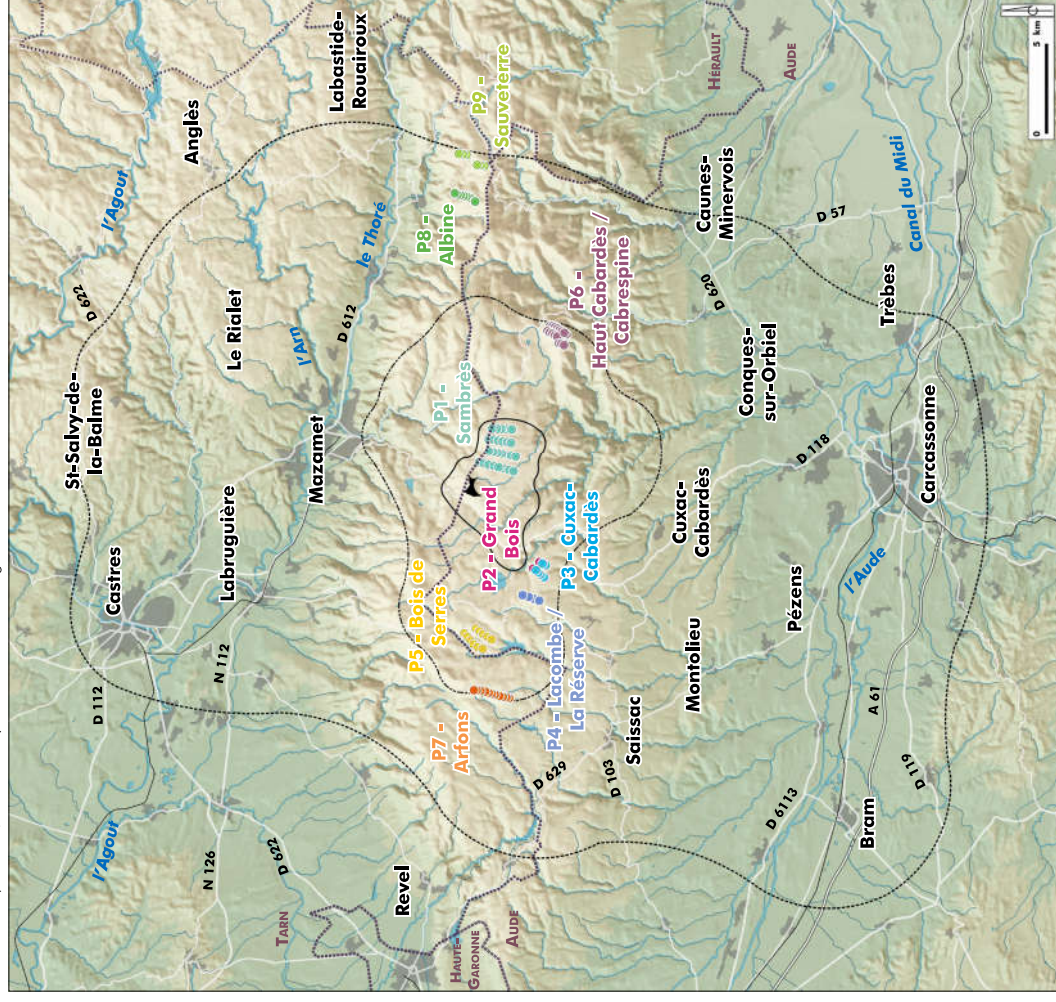 St-Salvy-de-
la-Balme
D 622
l'Agout
Castres
D 112
l'Agout
Anglès
Labruguière
Le Rialet
N 112
N 126
l'Arn
D 622
TARN
Mazamet
D 612
Labastide-
Rouairoux
le Thoré
Revel
P5 - Bois de
Serres
P8 -
Albine
P7 -
Arfons
P1 -
Sambrès
HAUTE-
GARONNE
AUDE
P9 -
Sauveterre
P2 - Grand
Bois
P4 - Lacombe /
La Réserve
P3 - Cuxac-
Cabardès
P6 -
Haut Cabardès /
Cabrespine
D 629
D 103
Saissac
Montolieu
Cuxac-
Cabardès
D 620
Caunes-
Minervois
HÉRAULT
AUDE
Conques-
sur-Orbiel
D 6113
Pézens
D 118
D 57
Bram
A 61
l'Aude
Trèbes
Canal du Midi
D 119
Carcassonne
0 5 km